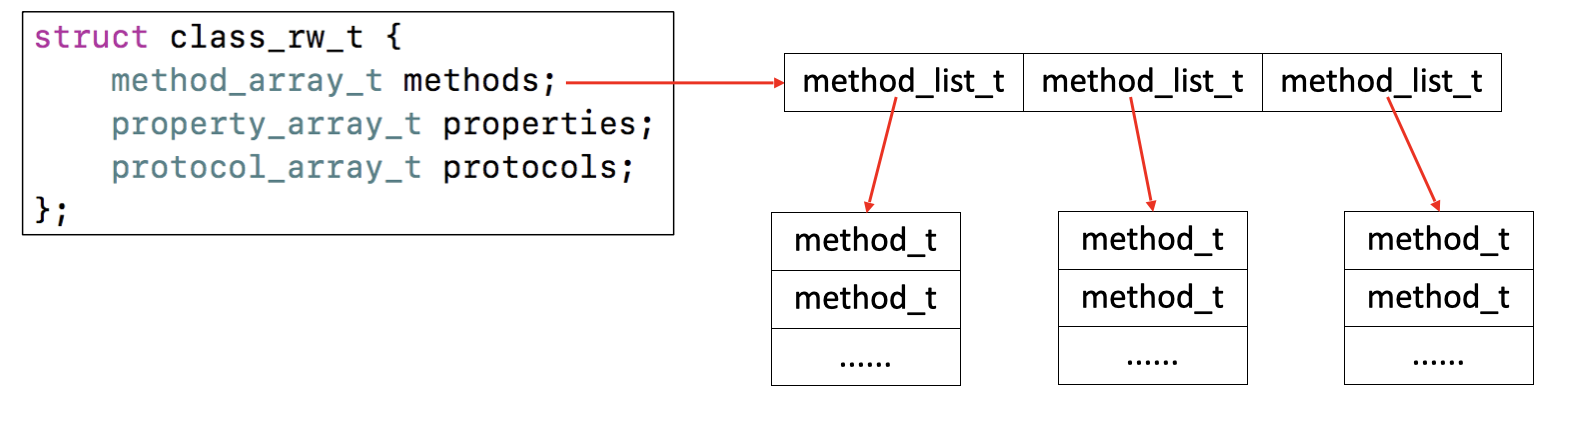 struct class_rw_t {
method_array_t methods;
property_array_t properties;
protocol_array_t protocols;
};
method_list_t method_list_t method_list_t
method_t method_t method_t
method_t method_t method_t
...... ...... ......